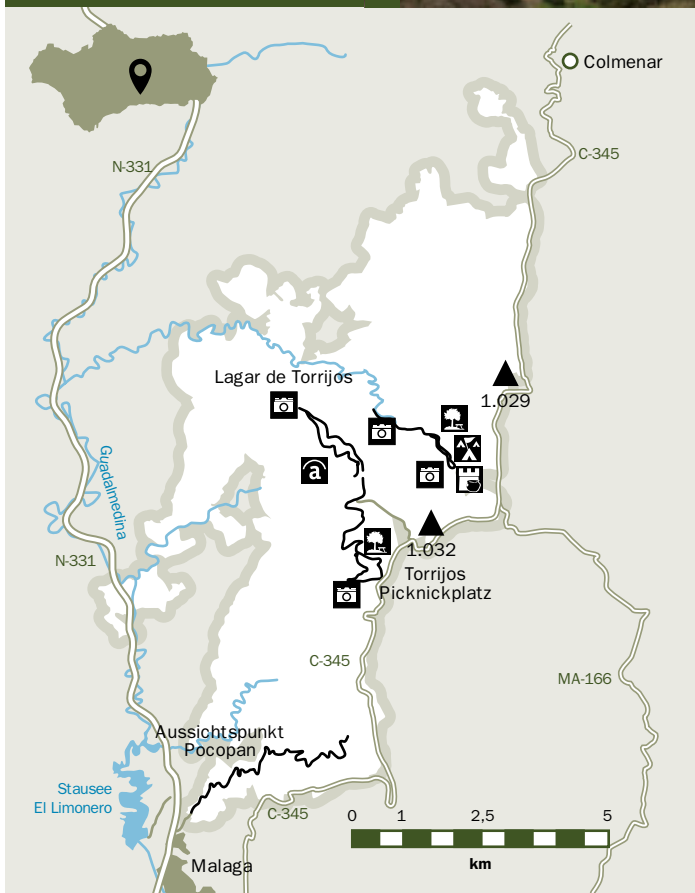 Colmenar
C-345
N-331
Lagar de Torrijos
1.029
a
Guadalmedina
1.032
N-331
Torrijos
Picknickplatz
C-345
MA-166
Aussichtspunkt
Pocopan
Stausee
El Limonero
C-345
0 1 2,5 5
km
Malaga